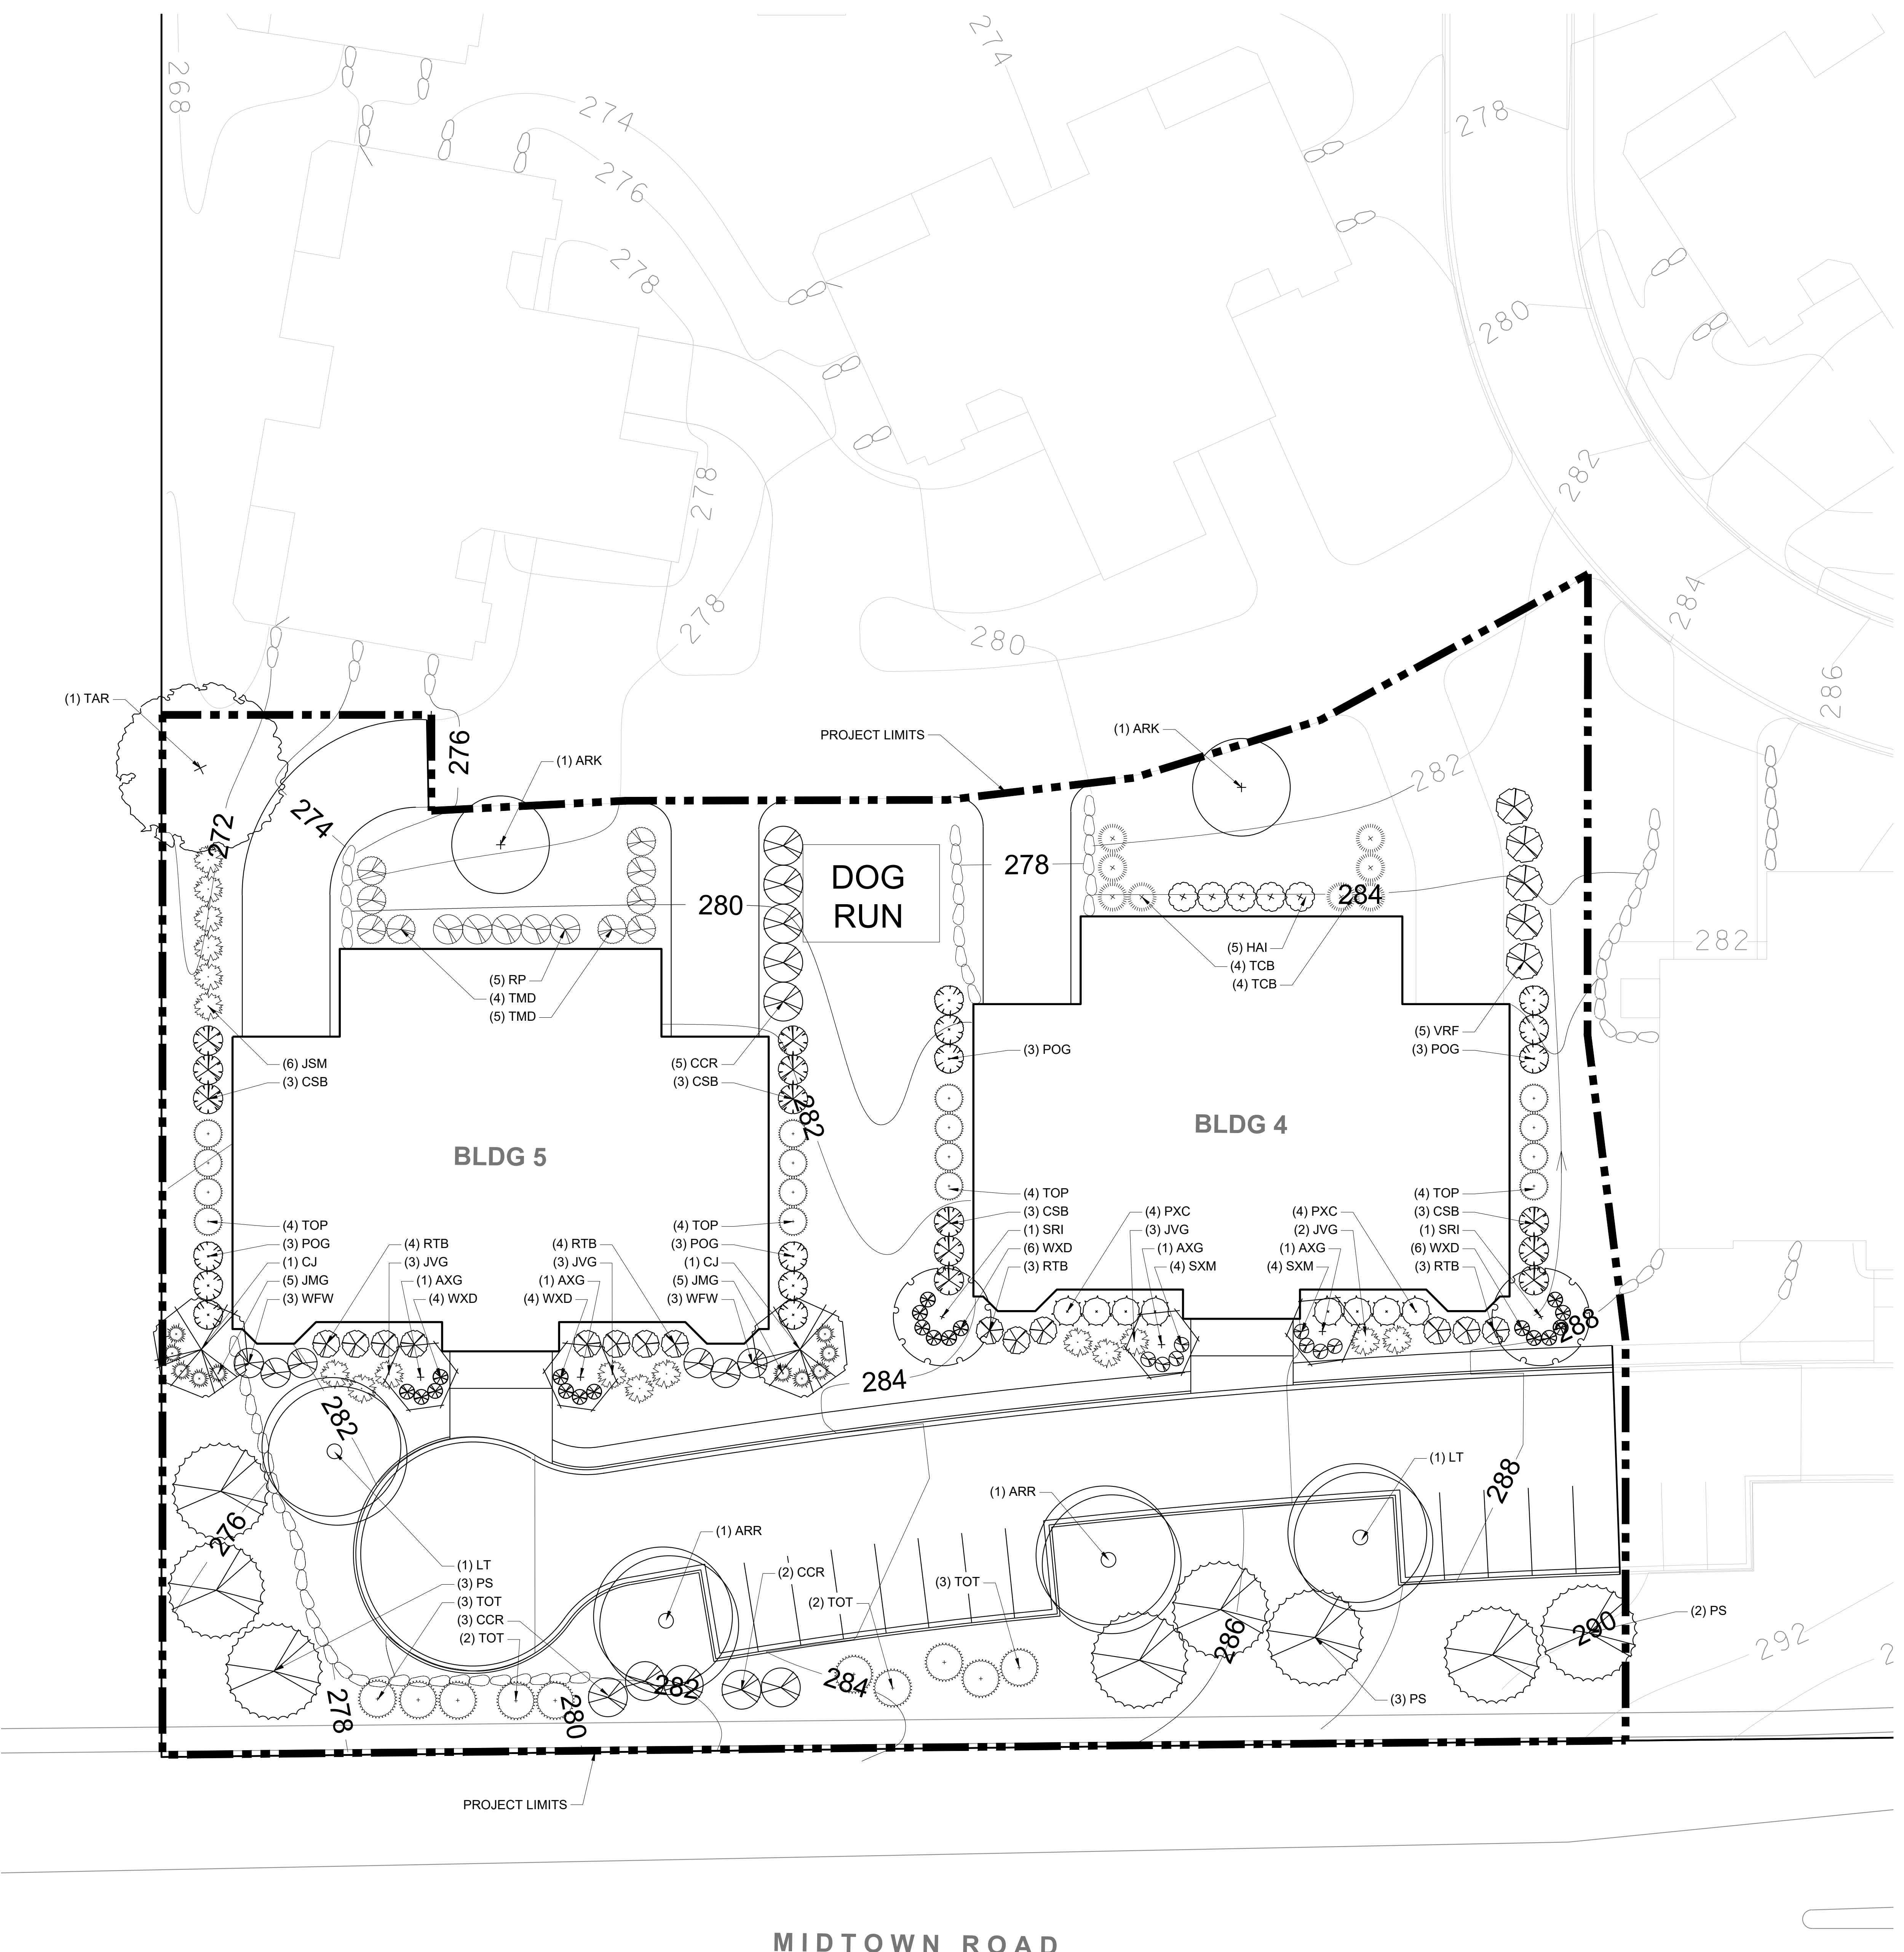 268
274
274
278
276
278
280
282
278
278
280
284
286
(1) TAR
276
(1) ARK
PROJECT LIMITS
(1) ARK
282
272
274
280
DOG
RUN
278
284
282
(5) RP
(4) TMD
(5) TMD
(5) HAI
(4) TCB
(4) TCB
(6) JSM
(3) CSB
(5) CCR
(3) CSB
(3) POG
(5) VRF
(3) POG
282
BLDG 5
BLDG 4
(4) TOP
(3) POG
(1) CJ
(5) JMG
(3) WFW
(4) RTB
(3) JVG
(1) AXG
(4) WXD
(4) RTB
(3) JVG
(1) AXG
(4) WXD
(4) TOP
(3) POG
(1) CJ
(5) JMG
(3) WFW
(4) TOP
(3) CSB
(1) SRI
(6) WXD
(3) RTB
(4) PXC
(3) JVG
(1) AXG
(4) SXM
(4) PXC
(2) JVG
(1) AXG
(4) SXM
(4) TOP
(3) CSB
(1) SRI
(6) WXD
(3) RTB
288
284
282
(1) LT
288
(1) ARR
276
(1) ARR
(1) LT
(3) PS
(3) TOT
(3) CCR
(2) TOT
(2) CCR
(2) TOT
(3) TOT
(2) PS
290
286
292
282
284
278
280
(3) PS
PROJECT LIMITS
MIDTOWN ROAD